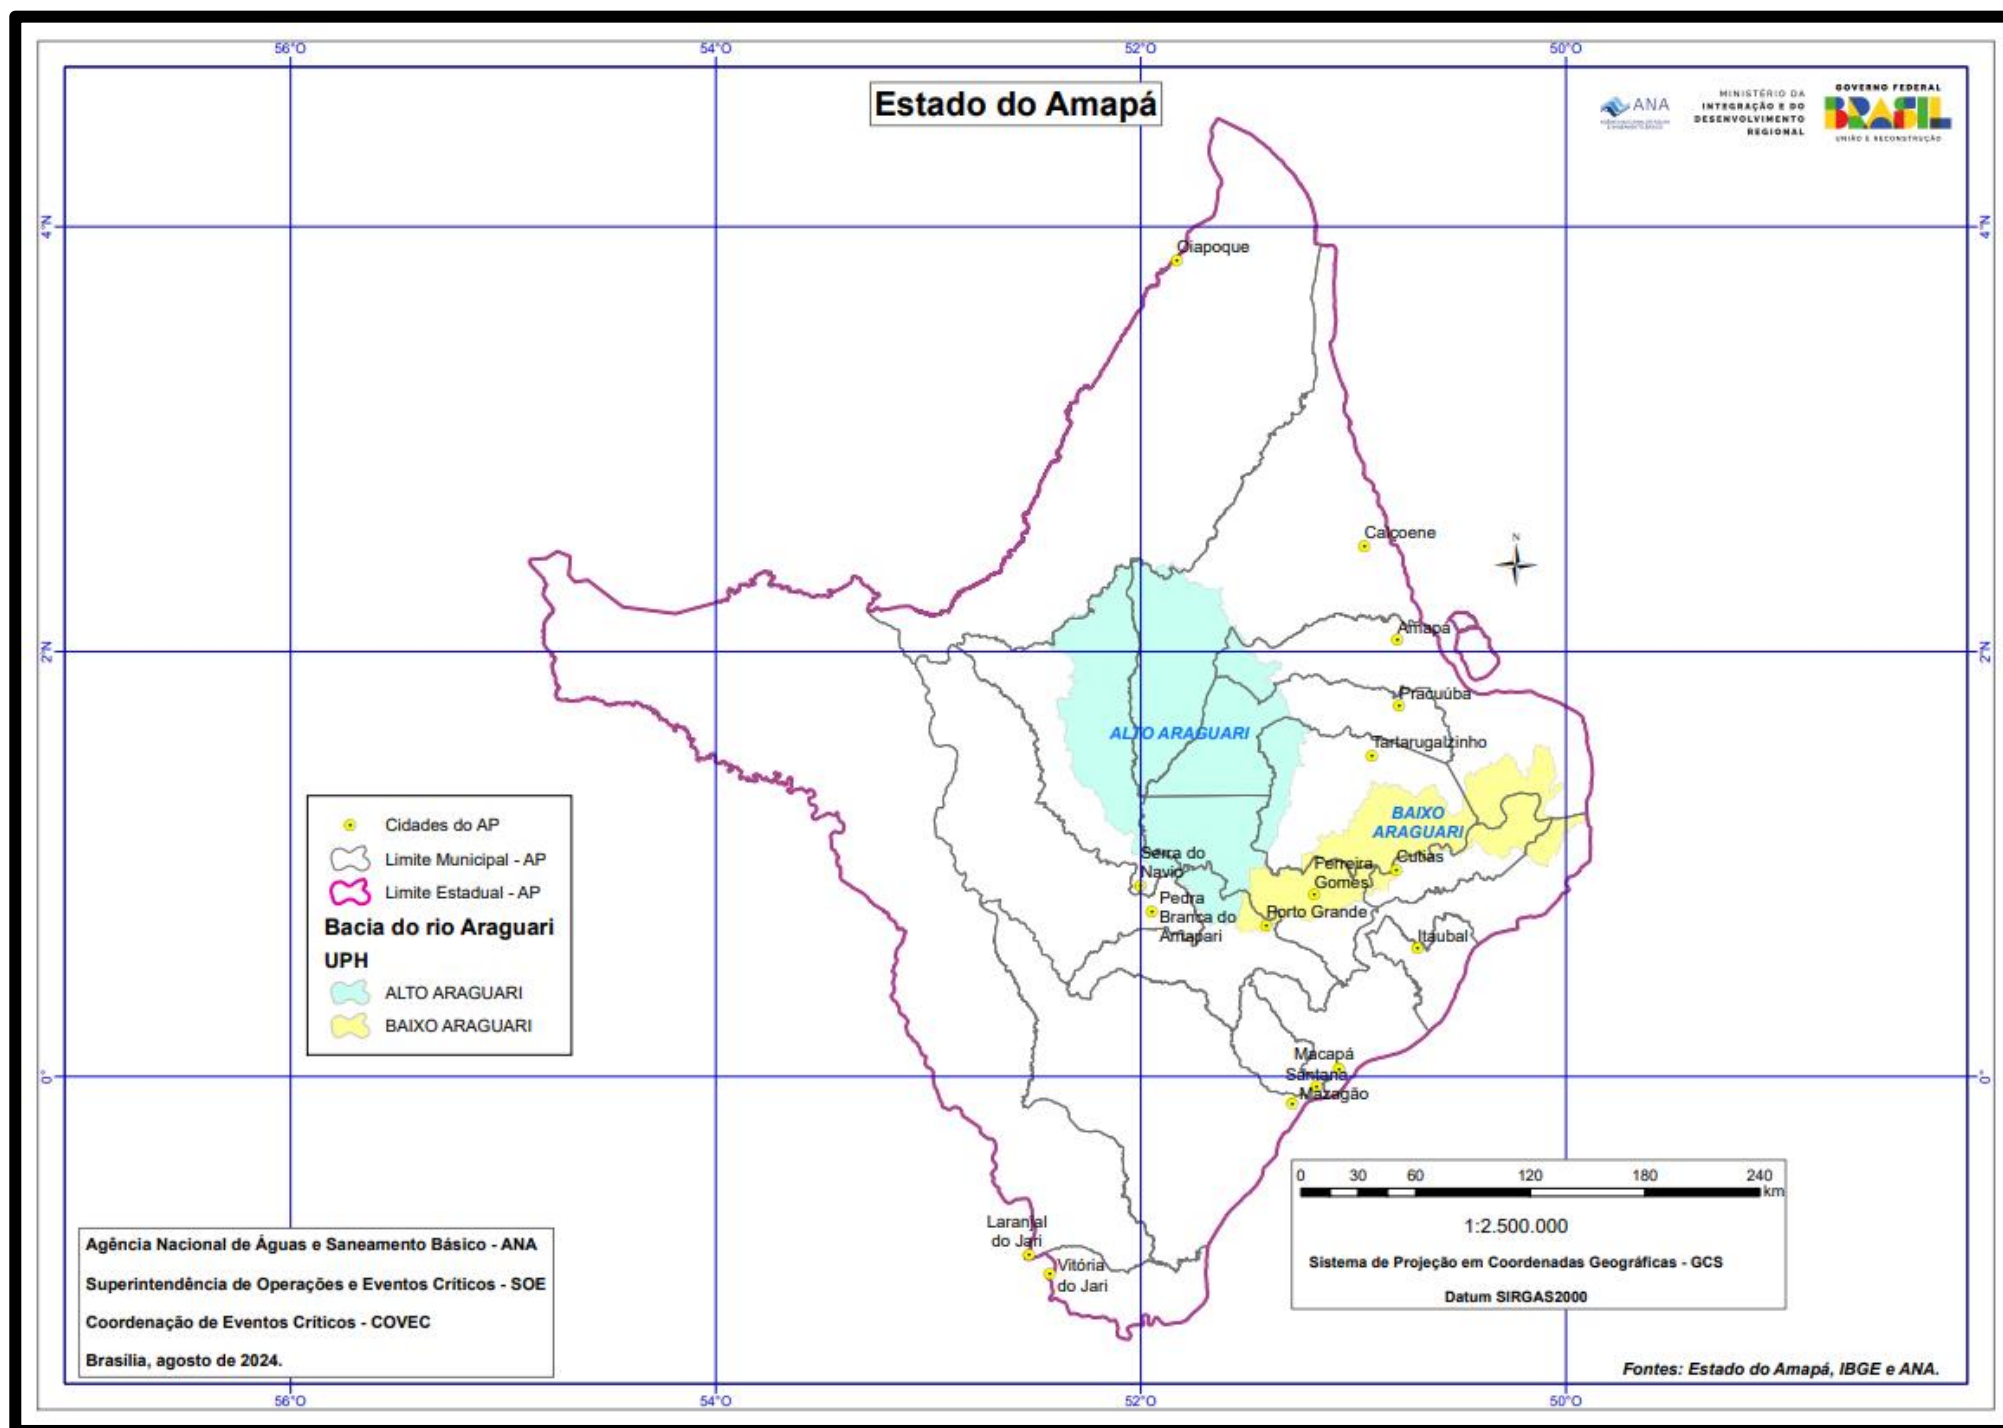 56°O
54°O
52°O
50°O
Estado do Amapá
ANA
MINISTÉRIO DA
INTEGRAÇÃO E DO
DESENVOLVIMENTO
REGIONAL
GOVERNO FEDERAL
BRASIL
UNIÃO E RECONSTRUÇÃO
4°N
4°N
Oiapoque
Calçoene
N
Amapá
2°N
2°N
Pracuúba
ALTO ARAGUARI
Tartarugalzinho
BAIXO
ARAGUARI
Serra do
Navio
Cutias
Ferreira
Gomes
Pedra
Branca do
Amapari
Porto Grande
Itaubal
Cidades do AP
Limite Municipal - AP
Limite Estadual - AP
Bacia do rio Araguari
UPH
ALTO ARAGUARI
BAIXO ARAGUARI
Macapá
Santana
Mazagão
0°
0°
Laranjal
do Jari
Vitória
do Jari
0 30 60 120 180 240
km
1:2.500.000
Sistema de Projeção em Coordenadas Geográficas - GCS
Datum SIRGAS2000
Agência Nacional de Águas e Saneamento Básico - ANA
Superintendência de Operações e Eventos Críticos - SOE
Coordenação de Eventos Críticos - COVEC
Brasília, agosto de 2024.
Fontes: Estado do Amapá, IBGE e ANA.
56°O
54°O
52°O
50°O